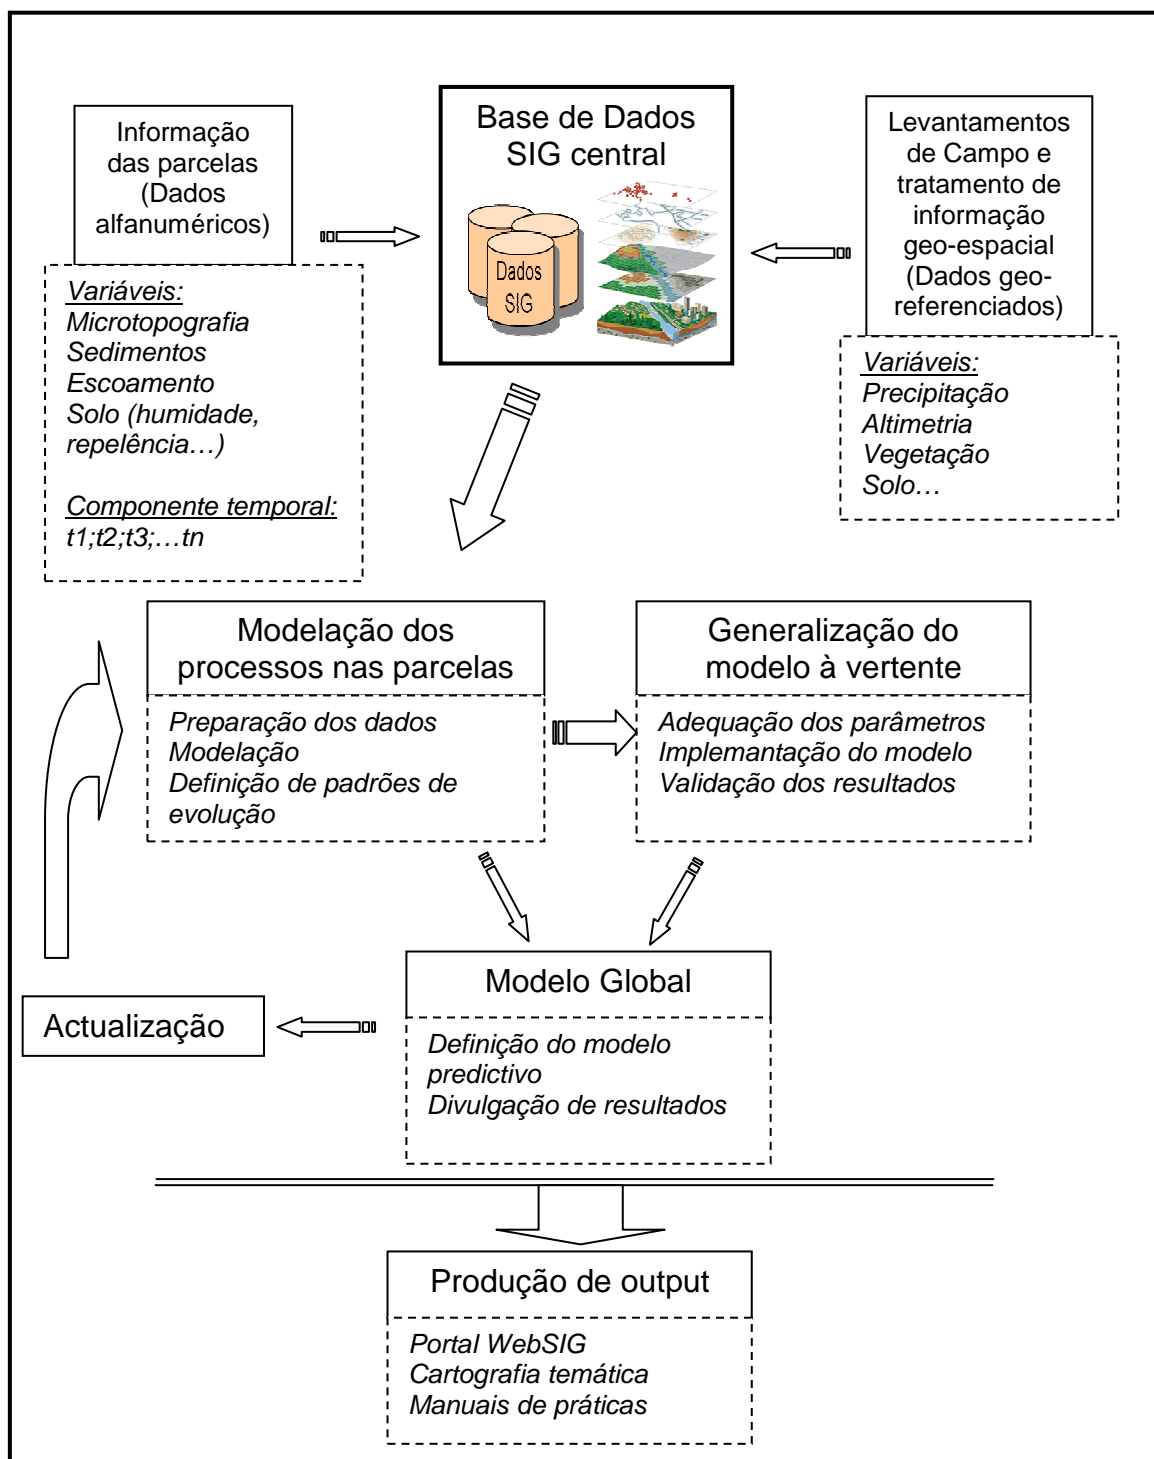 Informação
das parcelas
(Dados
alfanuméricos)
Variáveis:
Microtopografia
Sedimentos
Escoamento
Solo (humidade,
repelência…)
Componente temporal:
t1;t2;t3;…tn
Base de Dados
SIG central
Dados
SIG
Levantamentos
de Campo e
tratamento de
informação
geo-espacial
(Dados geo-
referenciados)
Variáveis:
Precipitação
Altimetria
Vegetação
Solo…
Modelação dos
processos nas parcelas
Preparação dos dados
Modelação
Definição de padrões de
evolução
Generalização do
modelo à vertente
Adequação dos parâmetros
Implemantação do modelo
Validação dos resultados
Modelo Global
Definição do modelo
predictivo
Divulgação de resultados
Actualização
Produção de output
Portal WebSIG
Cartografia temática
Manuais de práticas